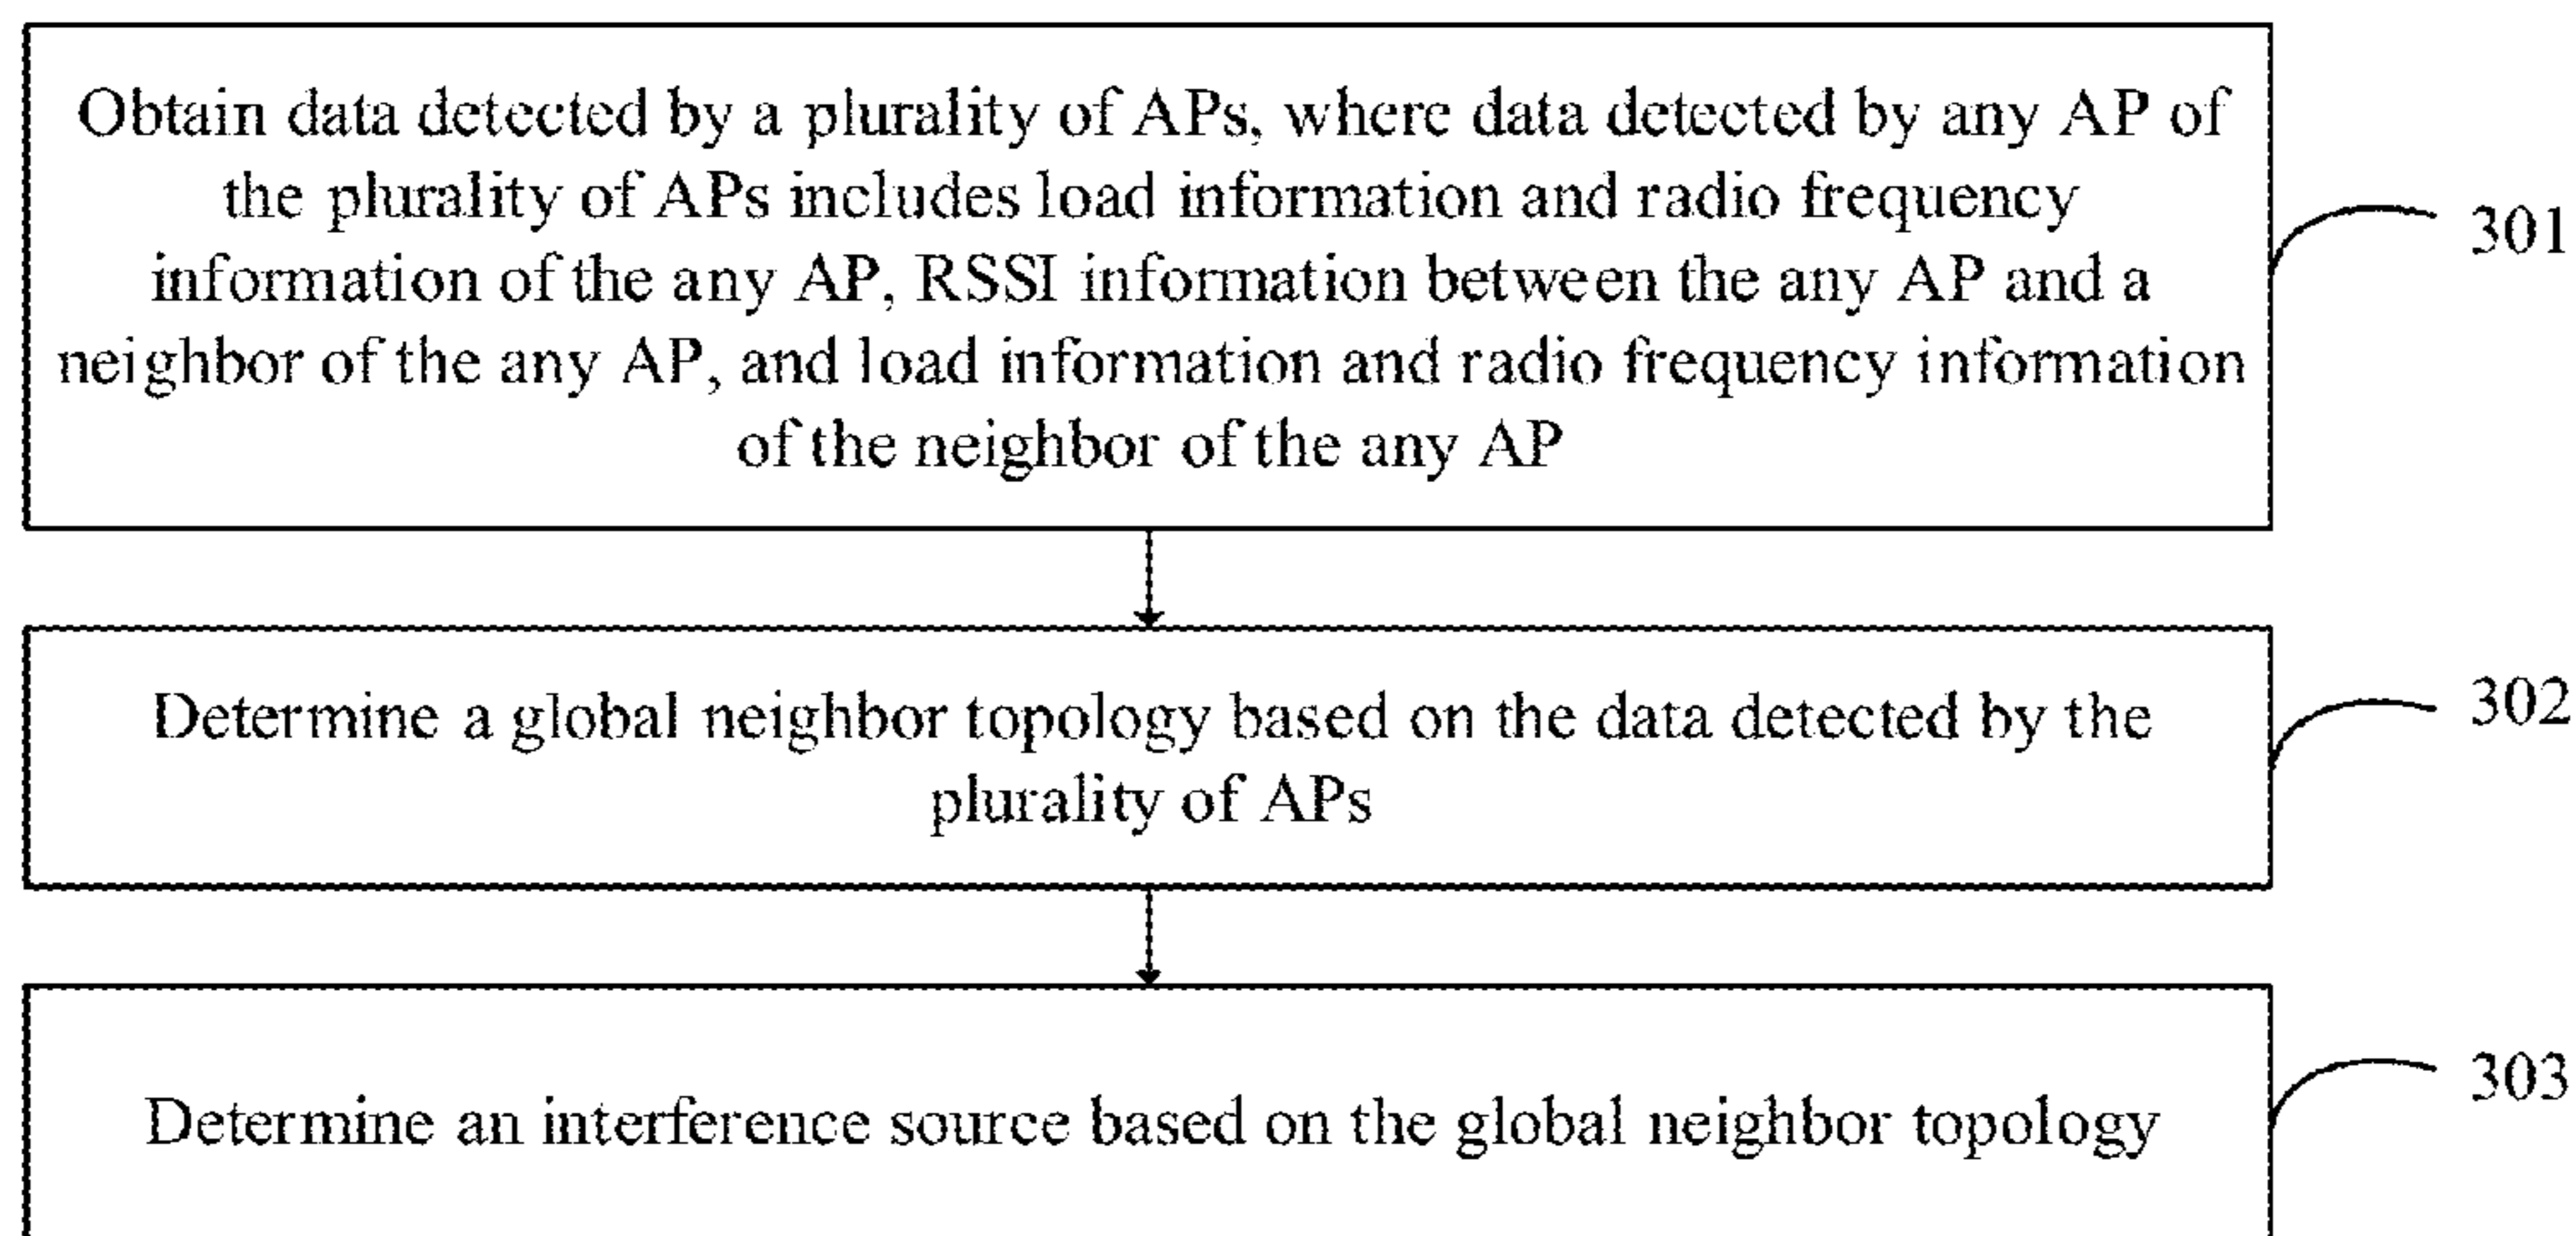 Obtain data detected by a plurality of APs, where data detected by any AP of
the plurality of APs includes load information and radio frequency
information of the any AP, RSSI information between the any AP and a
neighbor of the any AP, and load information and radio frequency information
of the neighbor of the any AP
301
Determine a global neighbor topology based on the data detected by the
plurality of APs
302
Determine an interference source based on the global neighbor topology
303